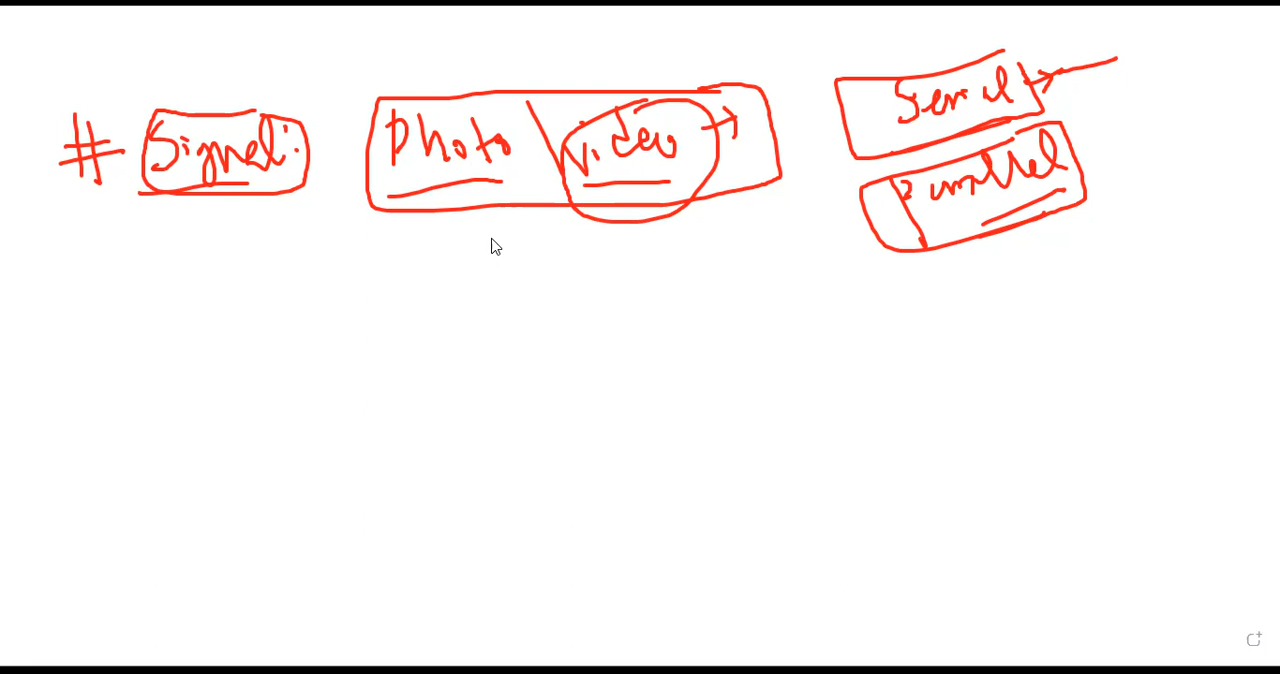 # Signal: Photo \ Video → Serial →
Parallel